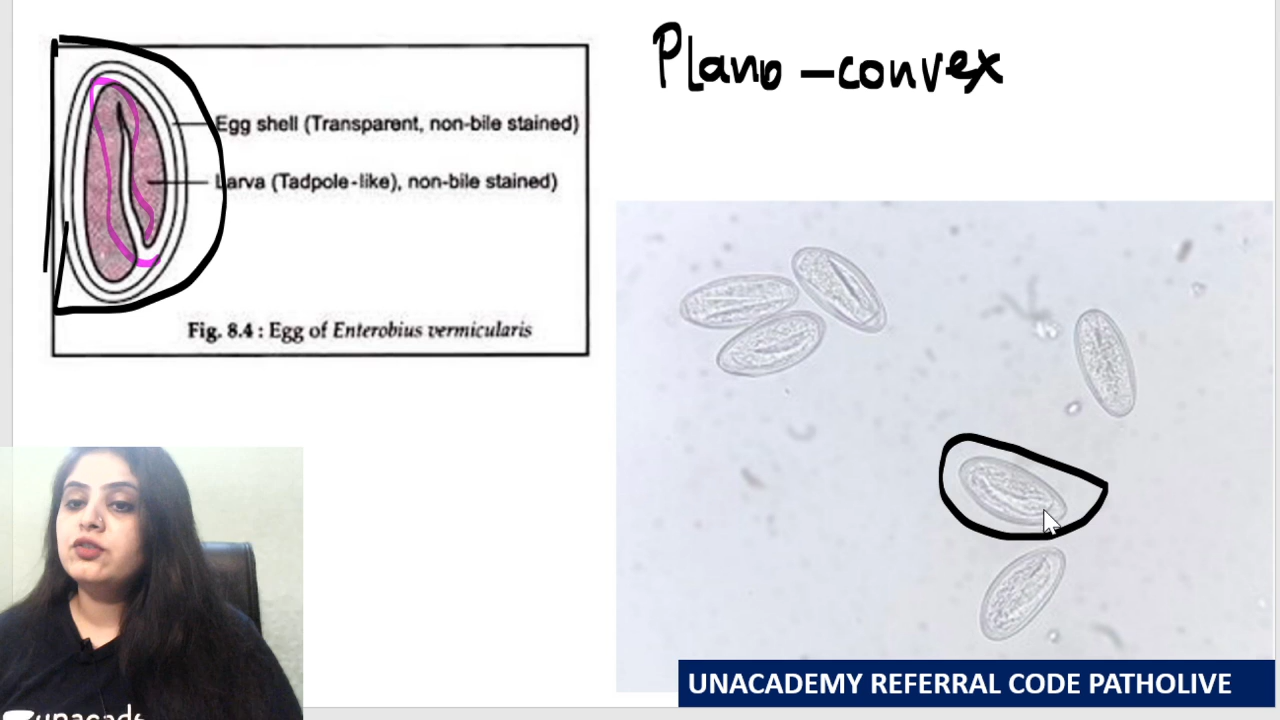 Plano-convex
Egg shell (Transparent, non-bile stained)
Larva (Tadpole-like), non-bile stained)
Fig. 8.4 : Egg of Enterobius vermicularis
UNACADEMY REFERRAL CODE PATHOLIVE